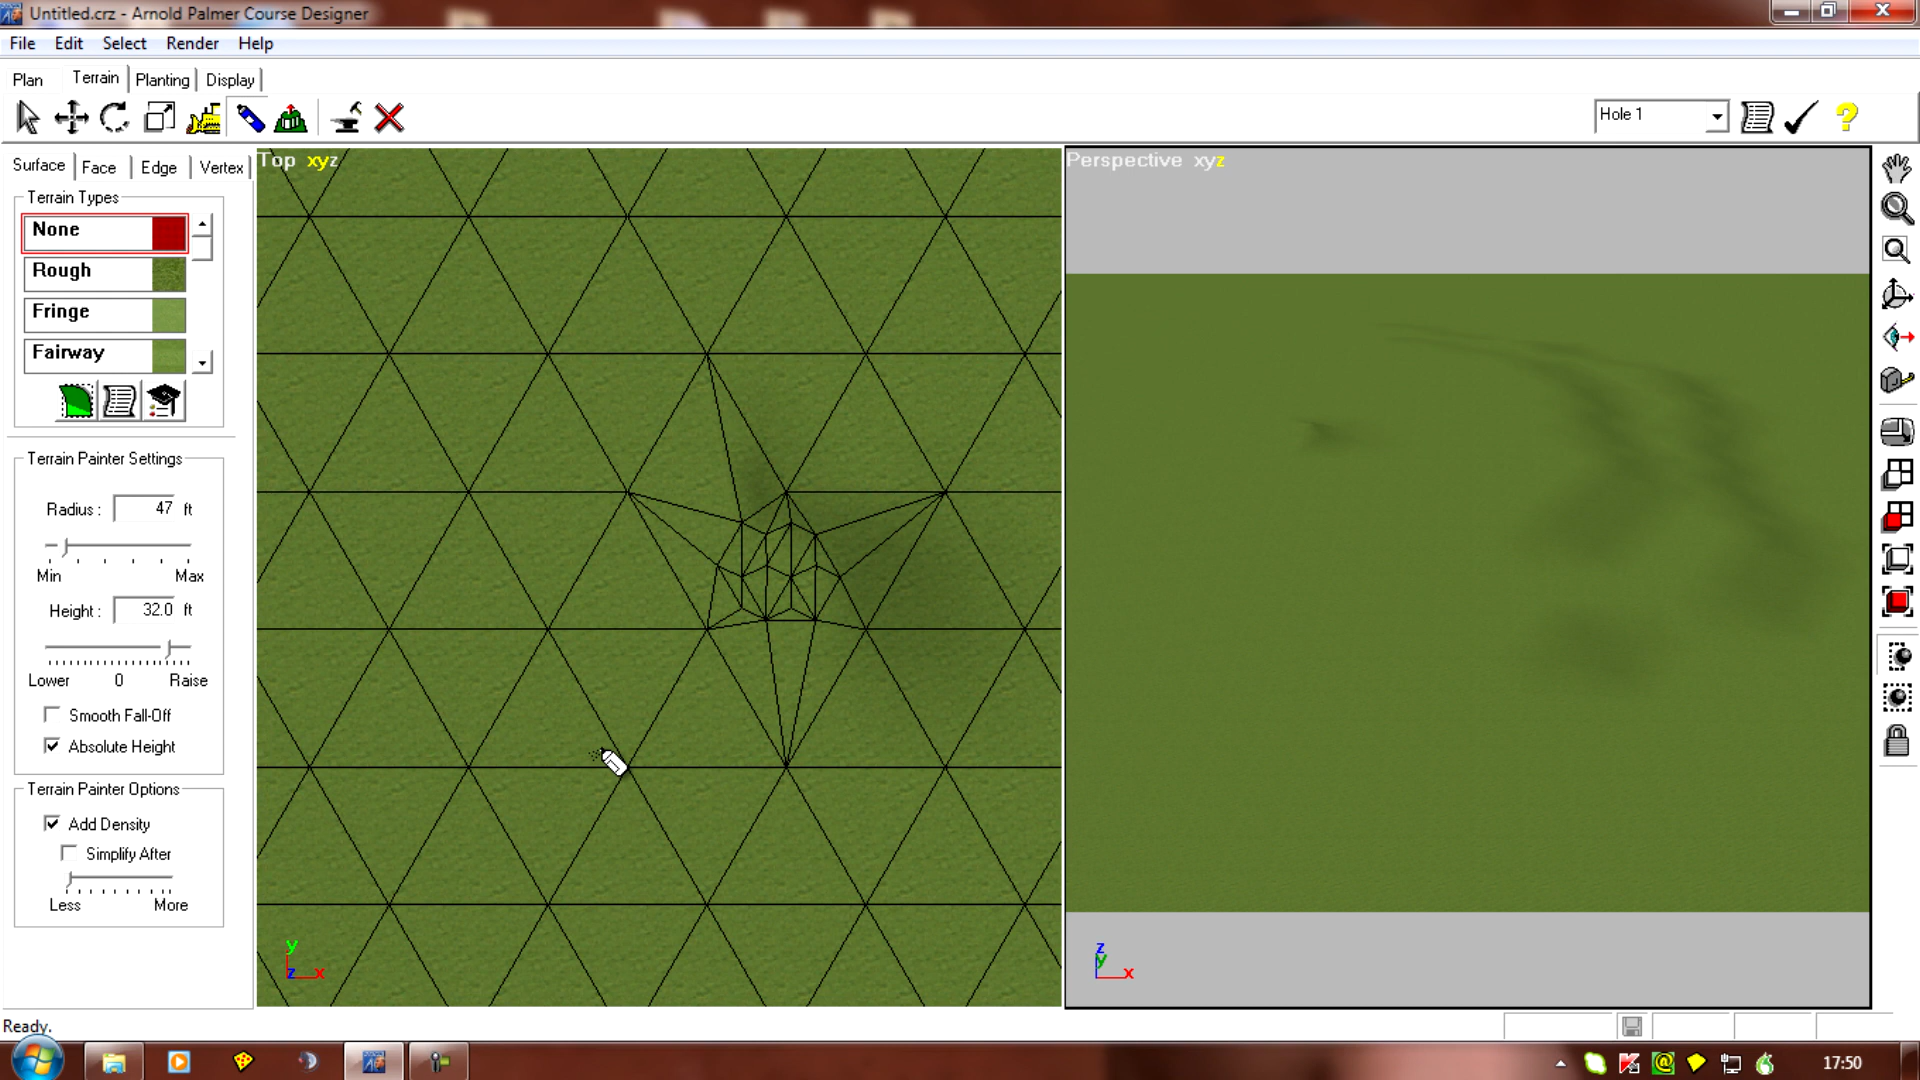 Untitled.crz - Arnold Palmer Course Designer
File Edit Select Render Help
Plan Terrain Planting Display
Hole 1
Surface Face Edge Vertex
Terrain Types
None
Rough
Fringe
Fairway
Terrain Painter Settings
Radius : 47 ft
Min Max
Height : 32.0 ft
Lower 0 Raise
Smooth Fall-Off
Absolute Height
Terrain Painter Options
Add Density
Simplify After
Less More
Top xyz
y
z x
Perspective xyz
z
y
x
Ready.
17:50